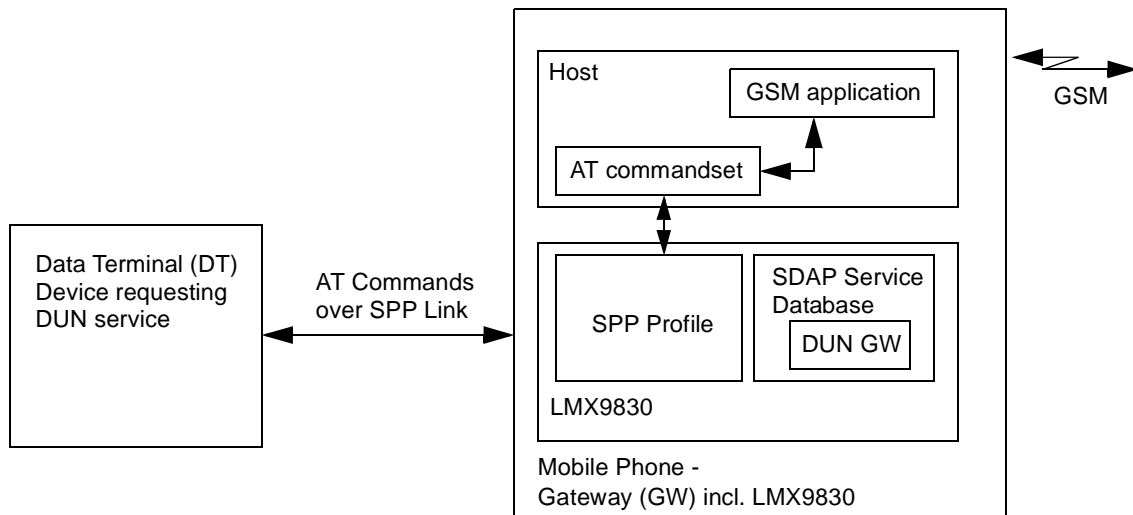 Host
GSM application
GSM
AT commandset
Data Terminal (DT)
Device requesting
DUN service
AT Commands
over SPP Link
SPP Profile
SDAP Service
Database
DUN GW
LMX9830
Mobile Phone -
Gateway (GW) incl. LMX9830